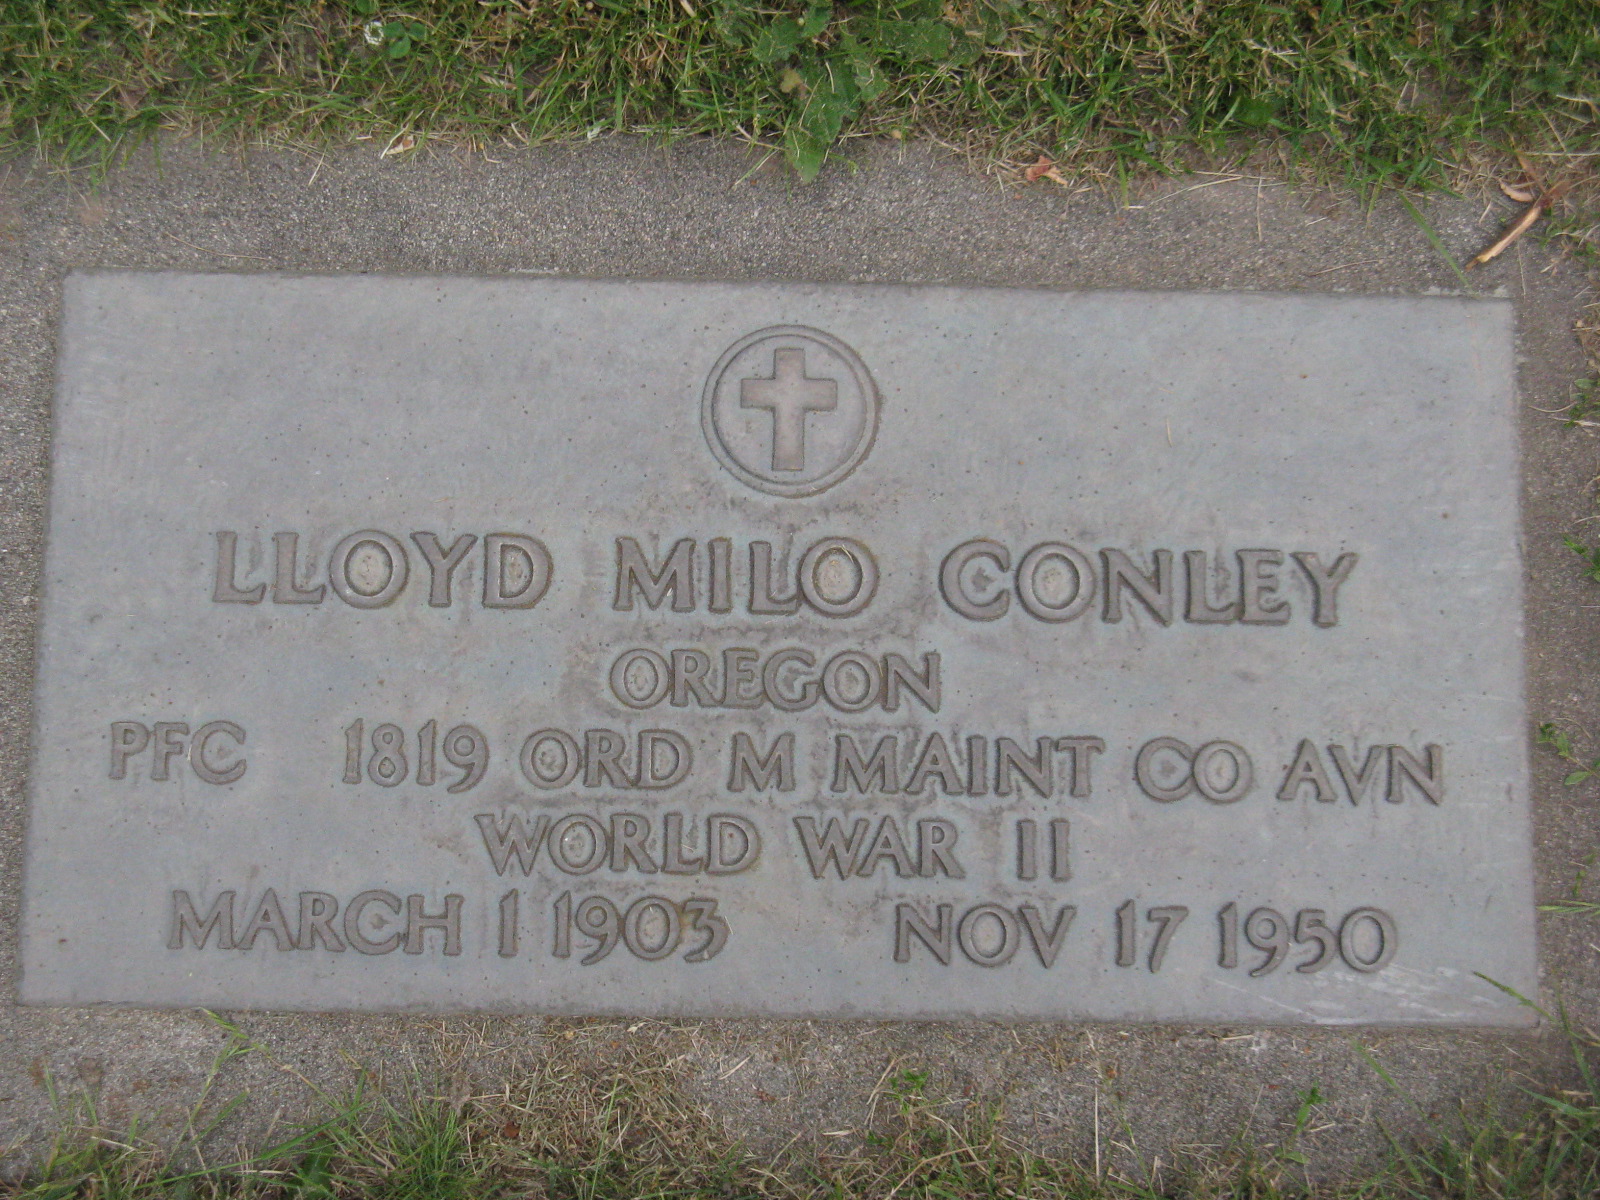 LLOYD MILO CONLEY
OREGON
PFC 1819 ORD M MAINT CO AVN
WORLD WAR II
MARCH 1 1903 NOV 17 1950